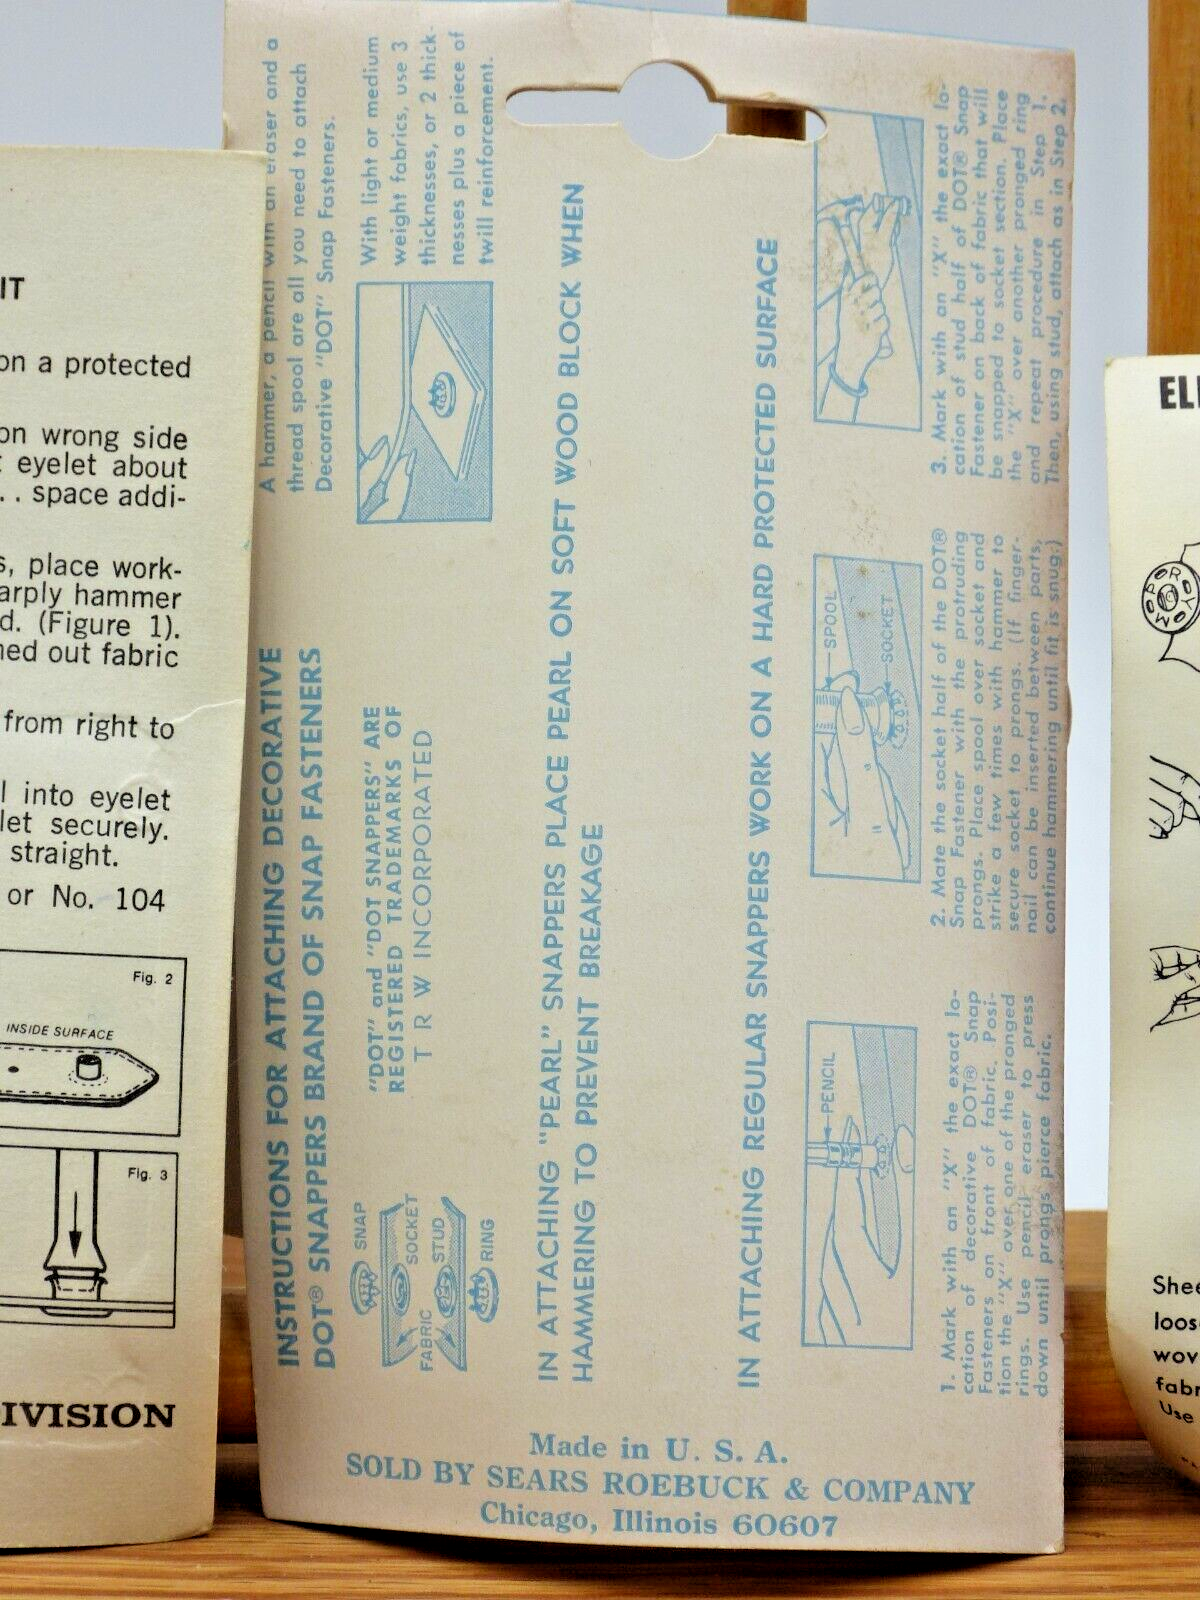 IT
on a protected
on wrong side
eyelet about
. . space addi-
s, place work-
arply hammer
d. (Figure 1).
ned out fabric
from right to
l into eyelet
let securely.
straight.
or No. 104
Fig. 2
INSIDE SURFACE
Fig. 3
IVISION
INSTRUCTIONS FOR ATTACHING DECORATIVE
DOT® SNAPPERS BRAND OF SNAP FASTENERS
A hammer, a pencil with an eraser and a
thread spool are all you need to attach
Decorative "DOT" Snap Fasteners.
SNAP
SOCKET
FABRIC
STUD
RING
"DOT" and "DOT SNAPPERS" ARE
REGISTERED TRADEMARKS OF
T R W INCORPORATED
With light or medium
weight fabrics, use 3
thicknesses, or 2 thick-
nesses plus a piece of
twill reinforcement.
IN ATTACHING "PEARL" SNAPPERS PLACE PEARL ON SOFT WOOD BLOCK WHEN
HAMMERING TO PREVENT BREAKAGE
IN ATTACHING REGULAR SNAPPERS WORK ON A HARD PROTECTED SURFACE
PENCIL
1. Mark with an "X" the exact lo-
cation of decorative DOT® Snap
Fasteners on front of fabric. Posi-
tion the "X" over one of the pronged
rings. Use pencil eraser to press
down until prongs pierce fabric.
SPOOL
SOCKET
2. Mate the socket half of the DOT®
Snap Fastener with the protruding
prongs. Place spool over socket and
strike a few times with hammer to
secure socket to prongs. (If finger-
nail can be inserted between parts,
continue hammering until fit is snug.)
3. Mark with an "X" the exact lo-
cation of stud half of DOT® Snap
Fastener on back of fabric that will
be snapped to socket section. Place
the "X" over another pronged ring
and repeat procedure in Step 1.
Then, using stud, attach as in Step 2.
Made in U. S. A.
SOLD BY SEARS ROEBUCK & COMPANY
Chicago, Illinois 60607
Shee
loos
wov
fabr
Use